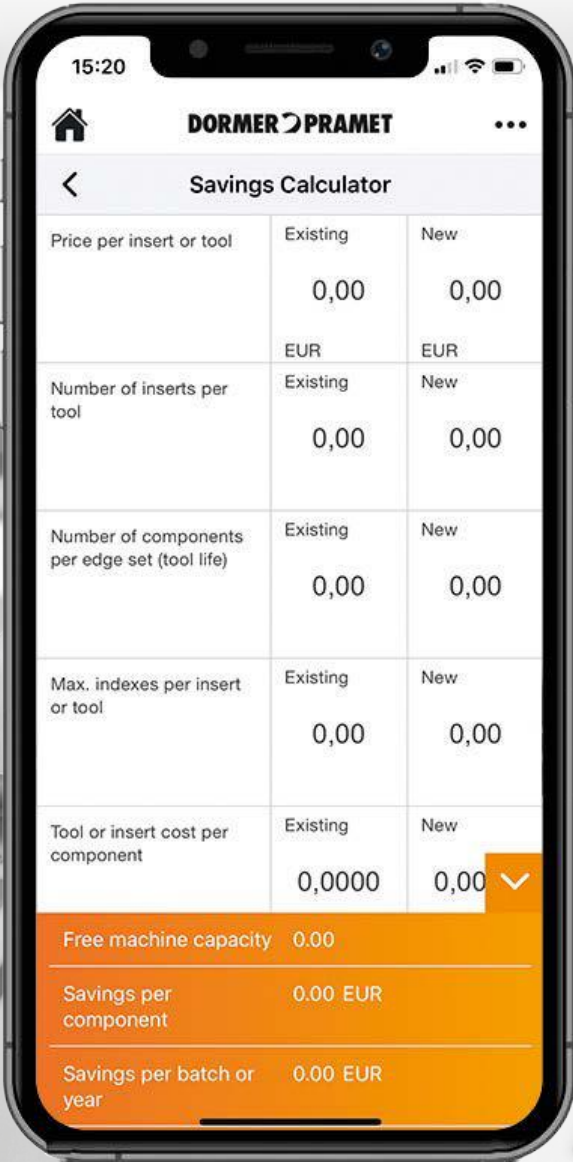 15:20
DORMER PRAMET
Savings Calculator
Price per insert or tool
Existing
New
0,00
0,00
EUR
EUR
Number of inserts per
tool
Existing
New
0,00
0,00
Number of components
per edge set (tool life)
Existing
New
0,00
0,00
Max. indexes per insert
or tool
Existing
New
0,00
0,00
Tool or insert cost per
component
Existing
New
0,0000
0,00
Free machine capacity 0.00
Savings per
component
0.00 EUR
Savings per batch or
year
0.00 EUR